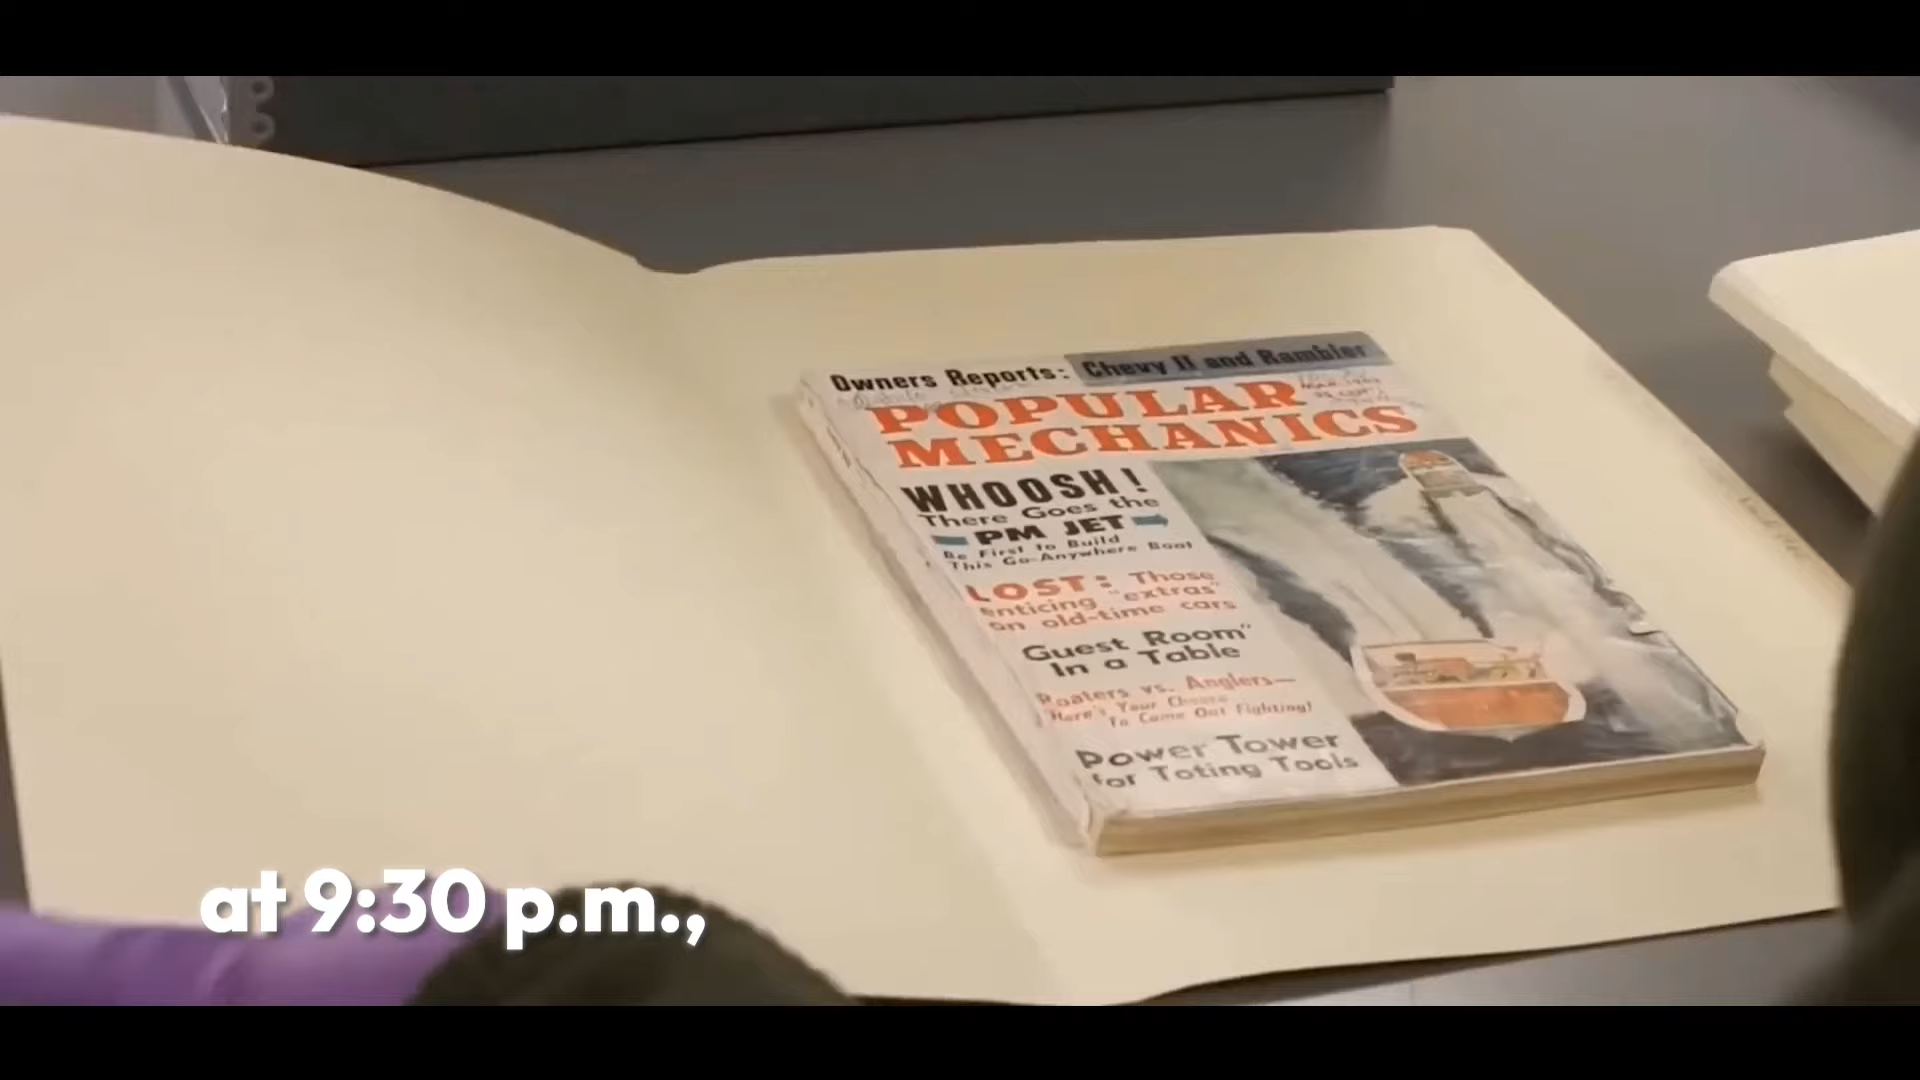 Owners Reports: Chevy II and Rambler
POPULAR
MECHANICS
WHOOSH!
There Goes the
PM JET
Be First to Build
This Go-Anywhere Boat
LOST: Those
enticing "extras"
on old-time cars
Guest Room"
In a Table
Boaters vs. Anglers—
Here's Your Chance
To Come Out Fighting!
Power Tower
for Toting Tools
at 9:30 p.m.,